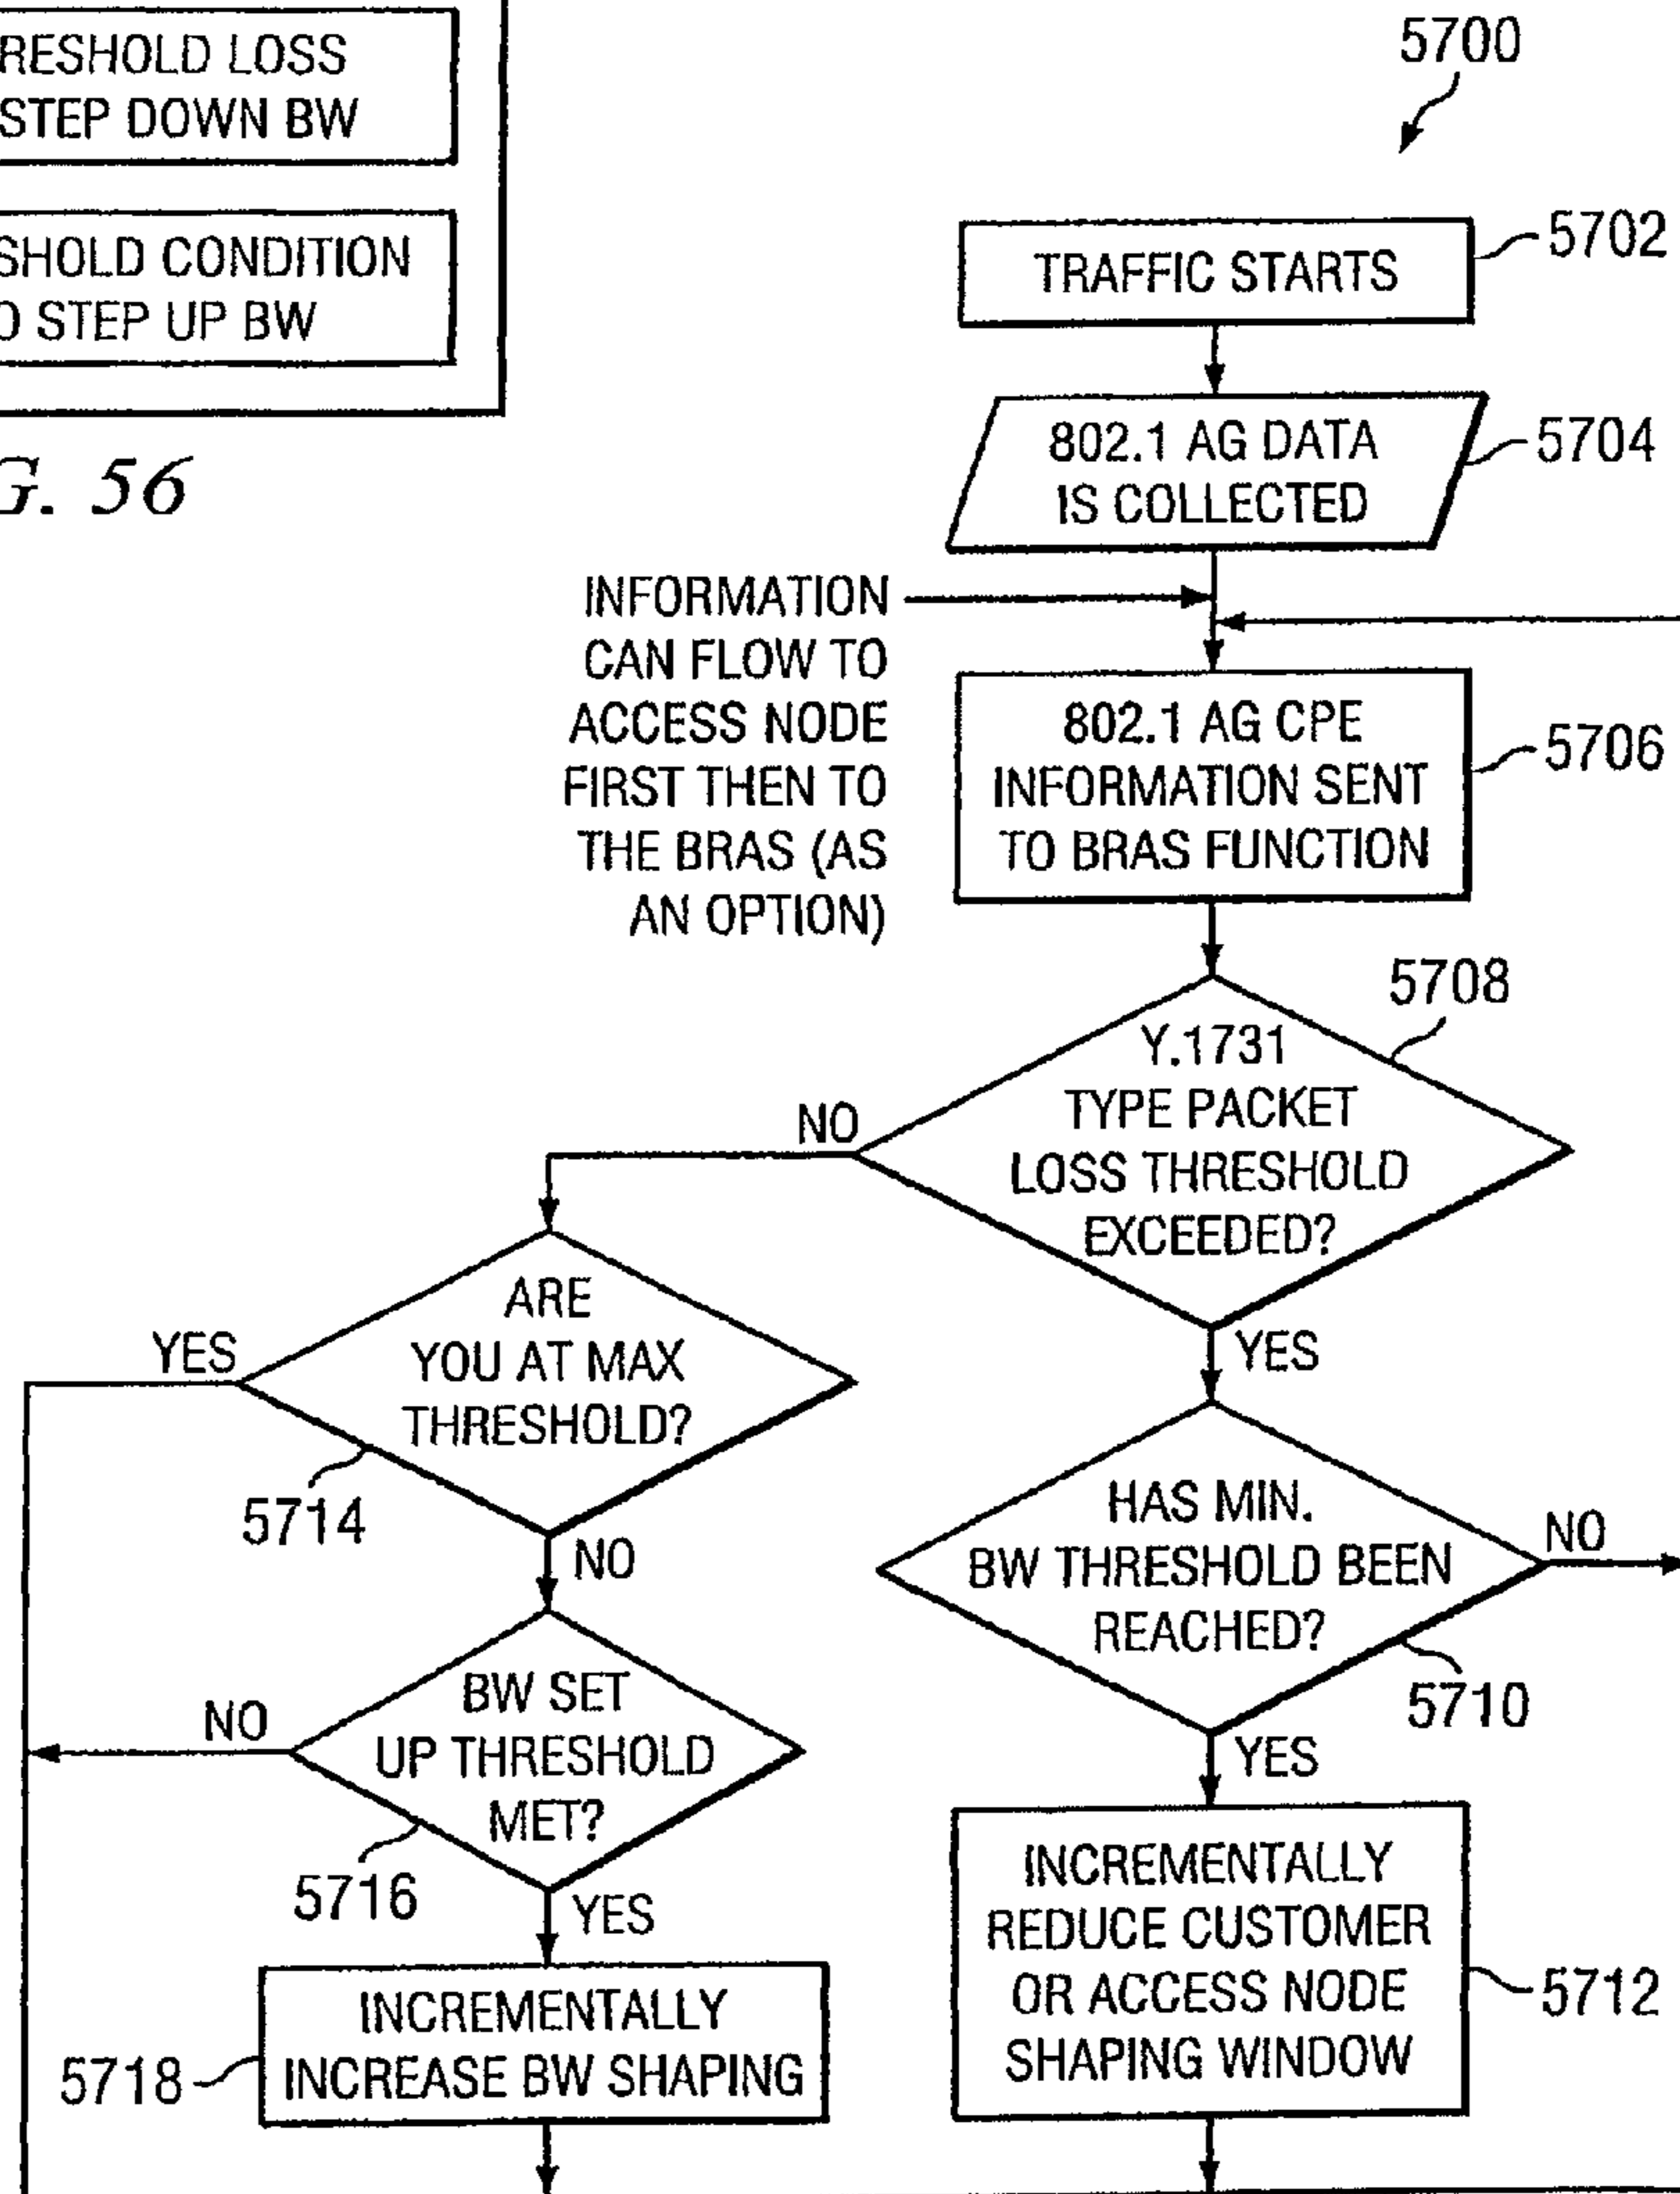 RESHOLD LOSS
STEP DOWN BW
SHOLD CONDITION
O STEP UP BW
G. 56
5700
TRAFFIC STARTS
5702
802.1 AG DATA
IS COLLECTED
5704
INFORMATION
CAN FLOW TO
ACCESS NODE
FIRST THEN TO
THE BRAS (AS
AN OPTION)
802.1 AG CPE
INFORMATION SENT
TO BRAS FUNCTION
5706
5708
Y.1731
TYPE PACKET
LOSS THRESHOLD
EXCEEDED?
NO
YES
ARE
YOU AT MAX
THRESHOLD?
YES
5714
NO
HAS MIN.
BW THRESHOLD BEEN
REACHED?
NO
5710
YES
BW SET
UP THRESHOLD
MET?
NO
5716
YES
INCREMENTALLY
REDUCE CUSTOMER
OR ACCESS NODE
SHAPING WINDOW
5712
INCREMENTALLY
INCREASE BW SHAPING
5718